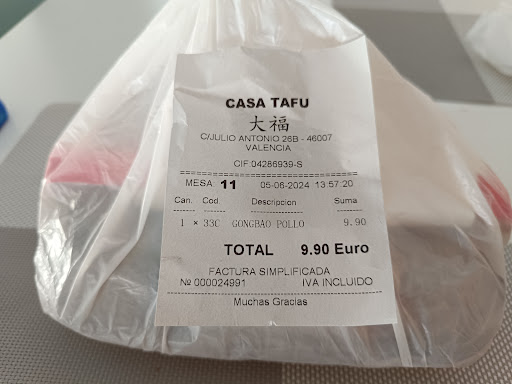 CASA TAFU
大福
C/JULIO ANTONIO 26B - 46007
VALENCIA
CIF:04286939-S
MESA 11 05-06-2024 13:57:20
Can. Cod. Descripcion Suma
1 × 33C GONGBAO POLLO 9.90
TOTAL 9.90 Euro
FACTURA SIMPLIFICADA
Nº 000024991 IVA INCLUIDO
Muchas Gracias